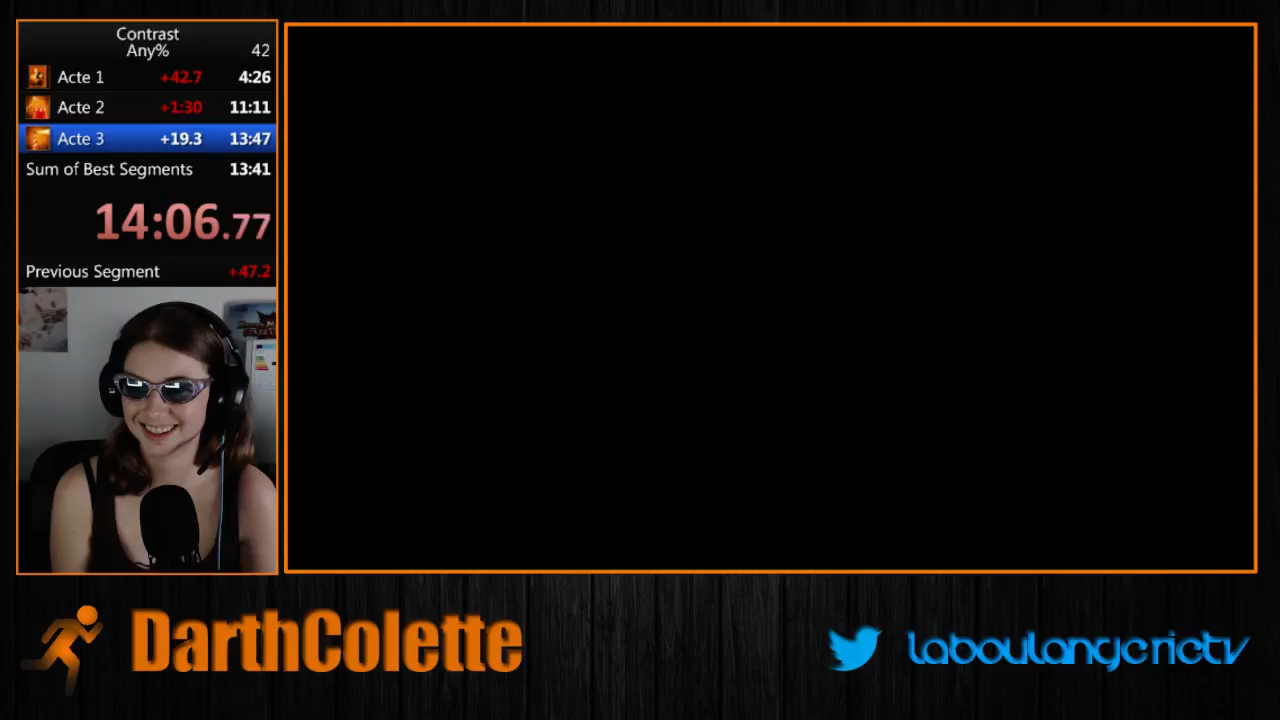 Contrast
Any% 42
Acte 1 +42.7 4:26
Acte 2 +1:30 11:11
Acte 3 +19.3 13:47
Sum of Best Segments 13:41
14:06.77
Previous Segment +47.2
DarthColette
laboulangerietv